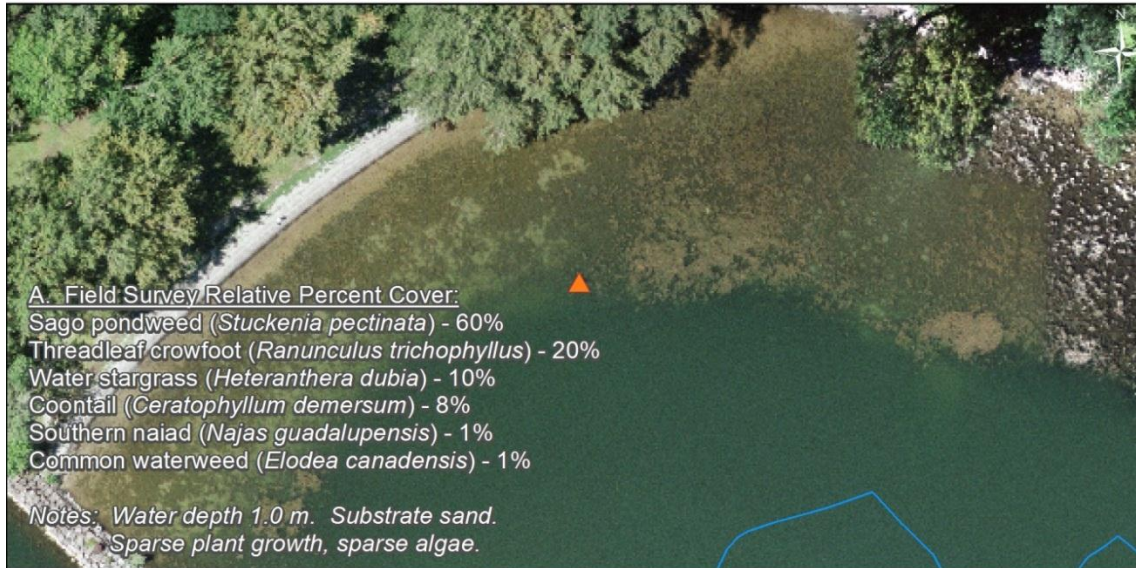 A. Field Survey Relative Percent Cover:
Sago pondweed (Stuckenia pectinata) - 60%
Threadleaf crowfoot (Ranunculus trichophyllus) - 20%
Water stargrass (Heteranthera dubia) - 10%
Coontail (Ceratophyllum demersum) - 8%
Southern naiad (Najas guadalupensis) - 1%
Common waterweed (Elodea canadensis) - 1%
Notes: Water depth 1.0 m. Substrate sand.
Sparse plant growth, sparse algae.